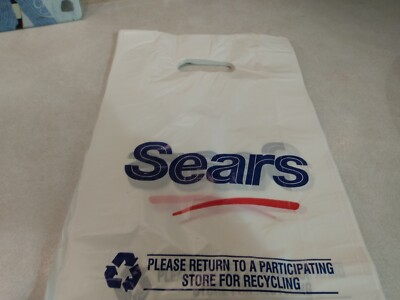 Sears
PLEASE RETURN TO A PARTICIPATING
STORE FOR RECYCLING